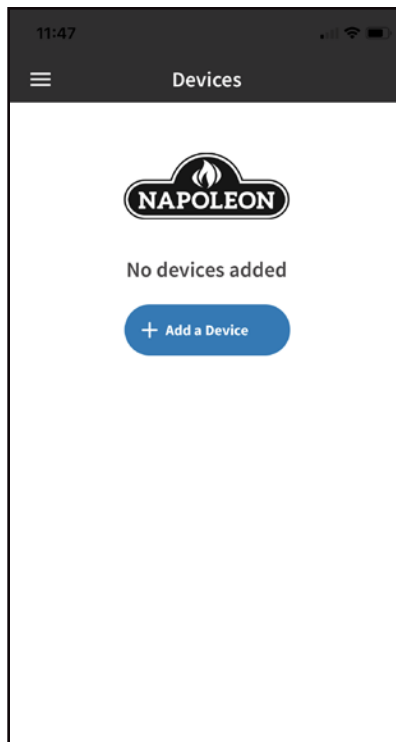 11:47
Devices
NAPOLEON
No devices added
+ Add a Device